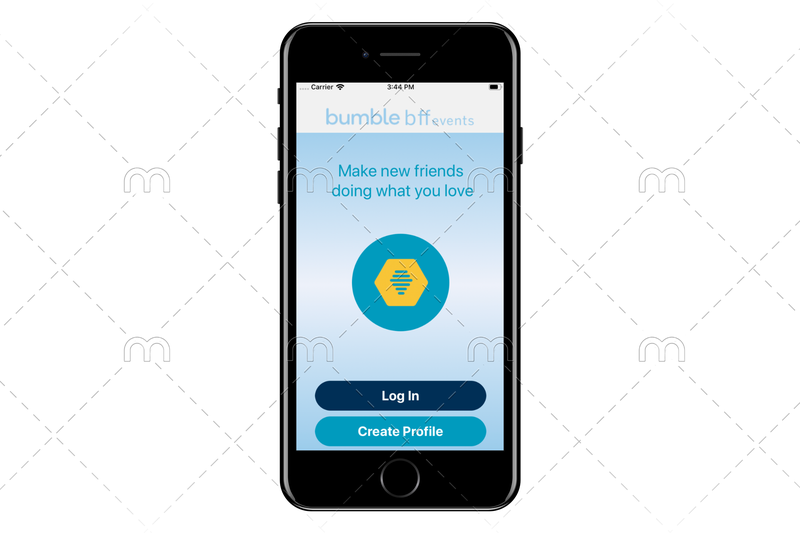 Carrier 3:44 PM
bumble bff events
Make new friends
doing what you love
Log In
Create Profile